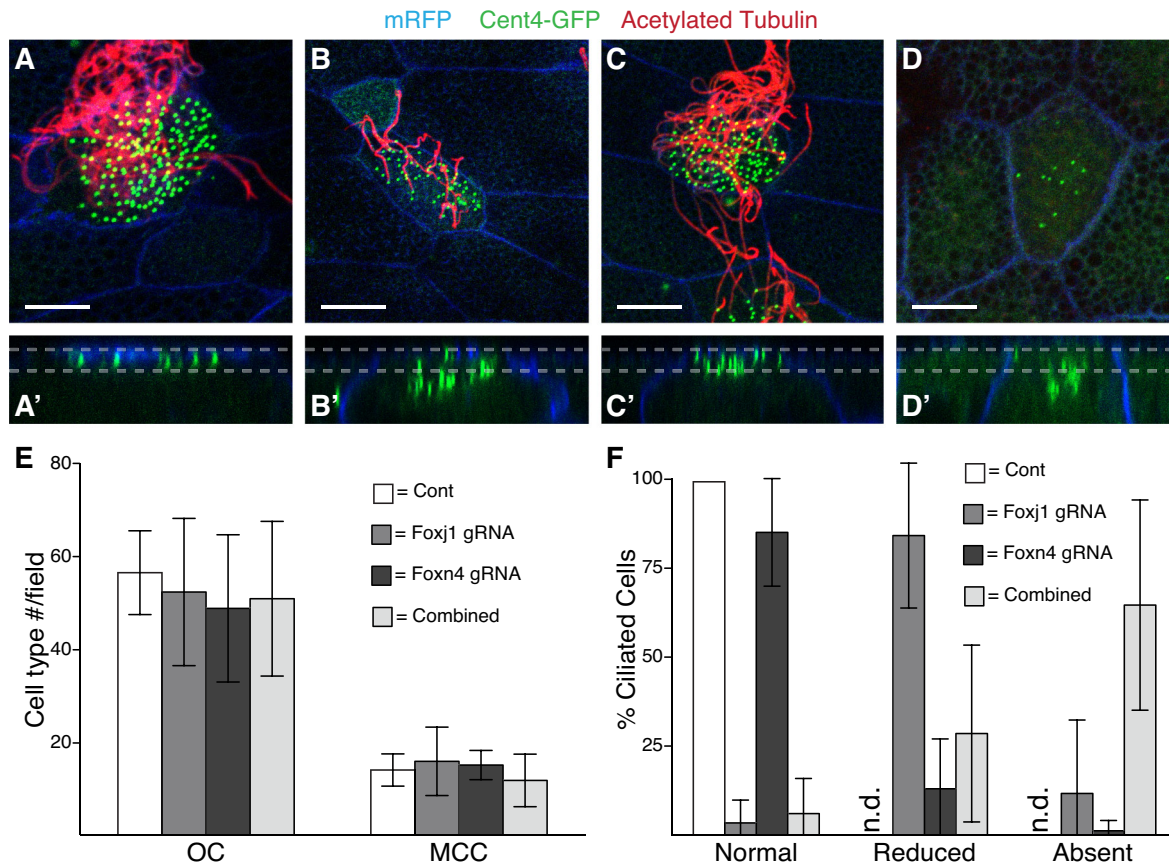 mRFP Cent4-GFP Acetylated Tubulin
A B C D
A’ B’ C’ D’
E
80
60
40
20
Cell type #/field
= Cont
= Foxj1 gRNA
= Foxn4 gRNA
= Combined
OC MCC
F
100
75
50
25
% Ciliated Cells
= Cont
= Foxj1 gRNA
= Foxn4 gRNA
= Combined
n.d. n.d.
Normal Reduced Absent